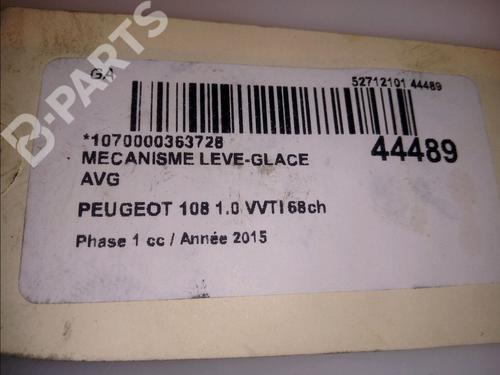 B-PARTS
GA
52712101 44489
*1070000363728
44489
MECANISME LEVE-GLACE
AVG
PEUGEOT 108 1.0 VVTI 68ch
Phase 1 cc / Année 2015